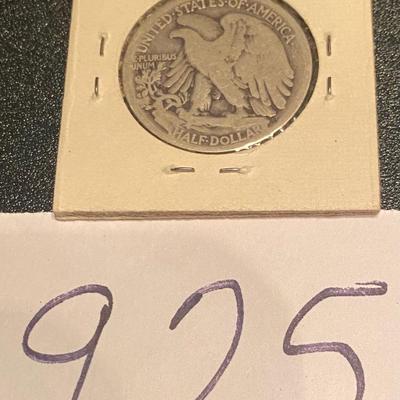 UNITED·STATES·OF·AMERICA
E·PLURIBUS
UNUM
HALF·DOLLAR
925